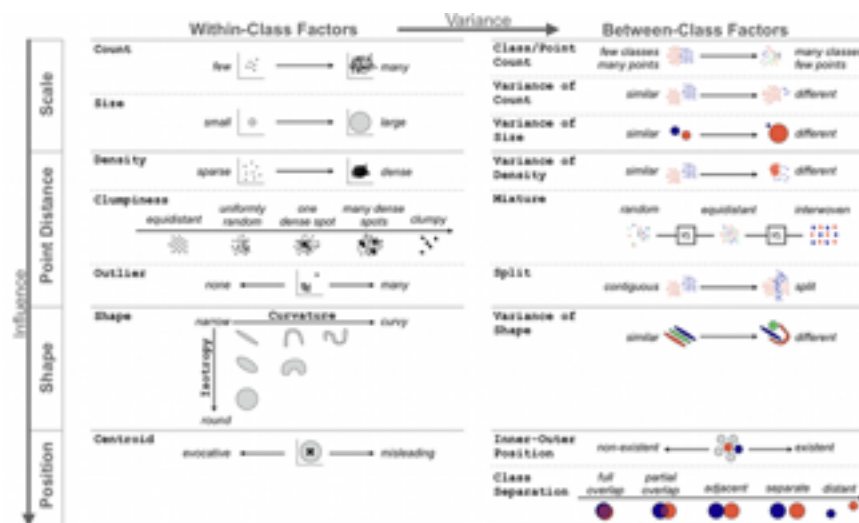 Variance
Within-Class Factors
Between-Class Factors
Influence
Scale
Count
few
many
Size
small
large
Class/Point
Count
few classes
many points
many classes
few points
Variance of
Count
similar
different
Variance of
Size
similar
different
Point Distance
Density
sparse
dense
Clumpiness
equidistant
uniformly
random
one
dense spot
many dense
spots
clumpy
Outlier
none
many
Variance of
Density
similar
different
Mixture
random
equidistant
interwoven
vs.
vs.
Split
contiguous
split
Shape
Shape
narrow
Curvature
curvy
Isotropy
round
Variance of
Shape
similar
different
Position
Centroid
evocative
misleading
Inner-Outer
Position
non-existent
existent
Class
Separation
full
overlap
partial
overlap
adjacent
separate
distant